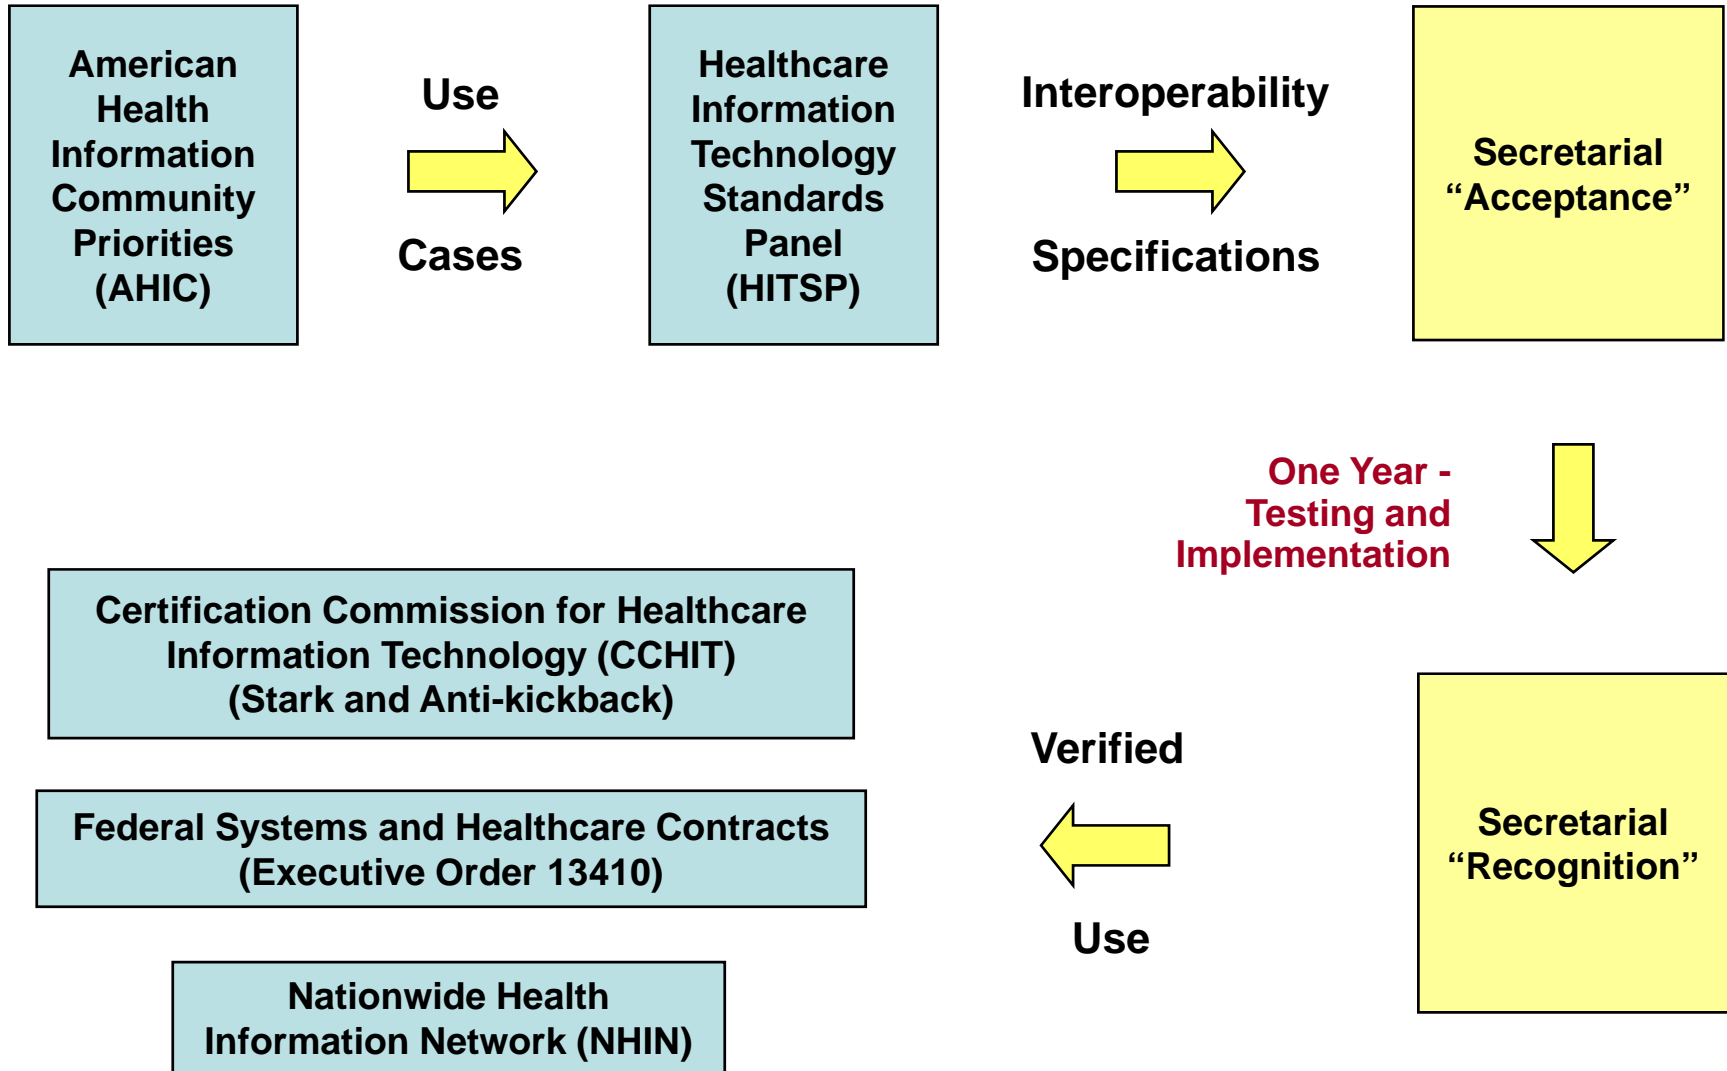 American
Health
Information
Community
Priorities
(AHIC)
Use
Cases
Healthcare
Information
Technology
Standards
Panel
(HITSP)
Interoperability
Specifications
Secretarial
“Acceptance”
One Year -
Testing and
Implementation
Secretarial
“Recognition”
Verified
Use
Certification Commission for Healthcare
Information Technology (CCHIT)
(Stark and Anti-kickback)
Federal Systems and Healthcare Contracts
(Executive Order 13410)
Nationwide Health
Information Network (NHIN)